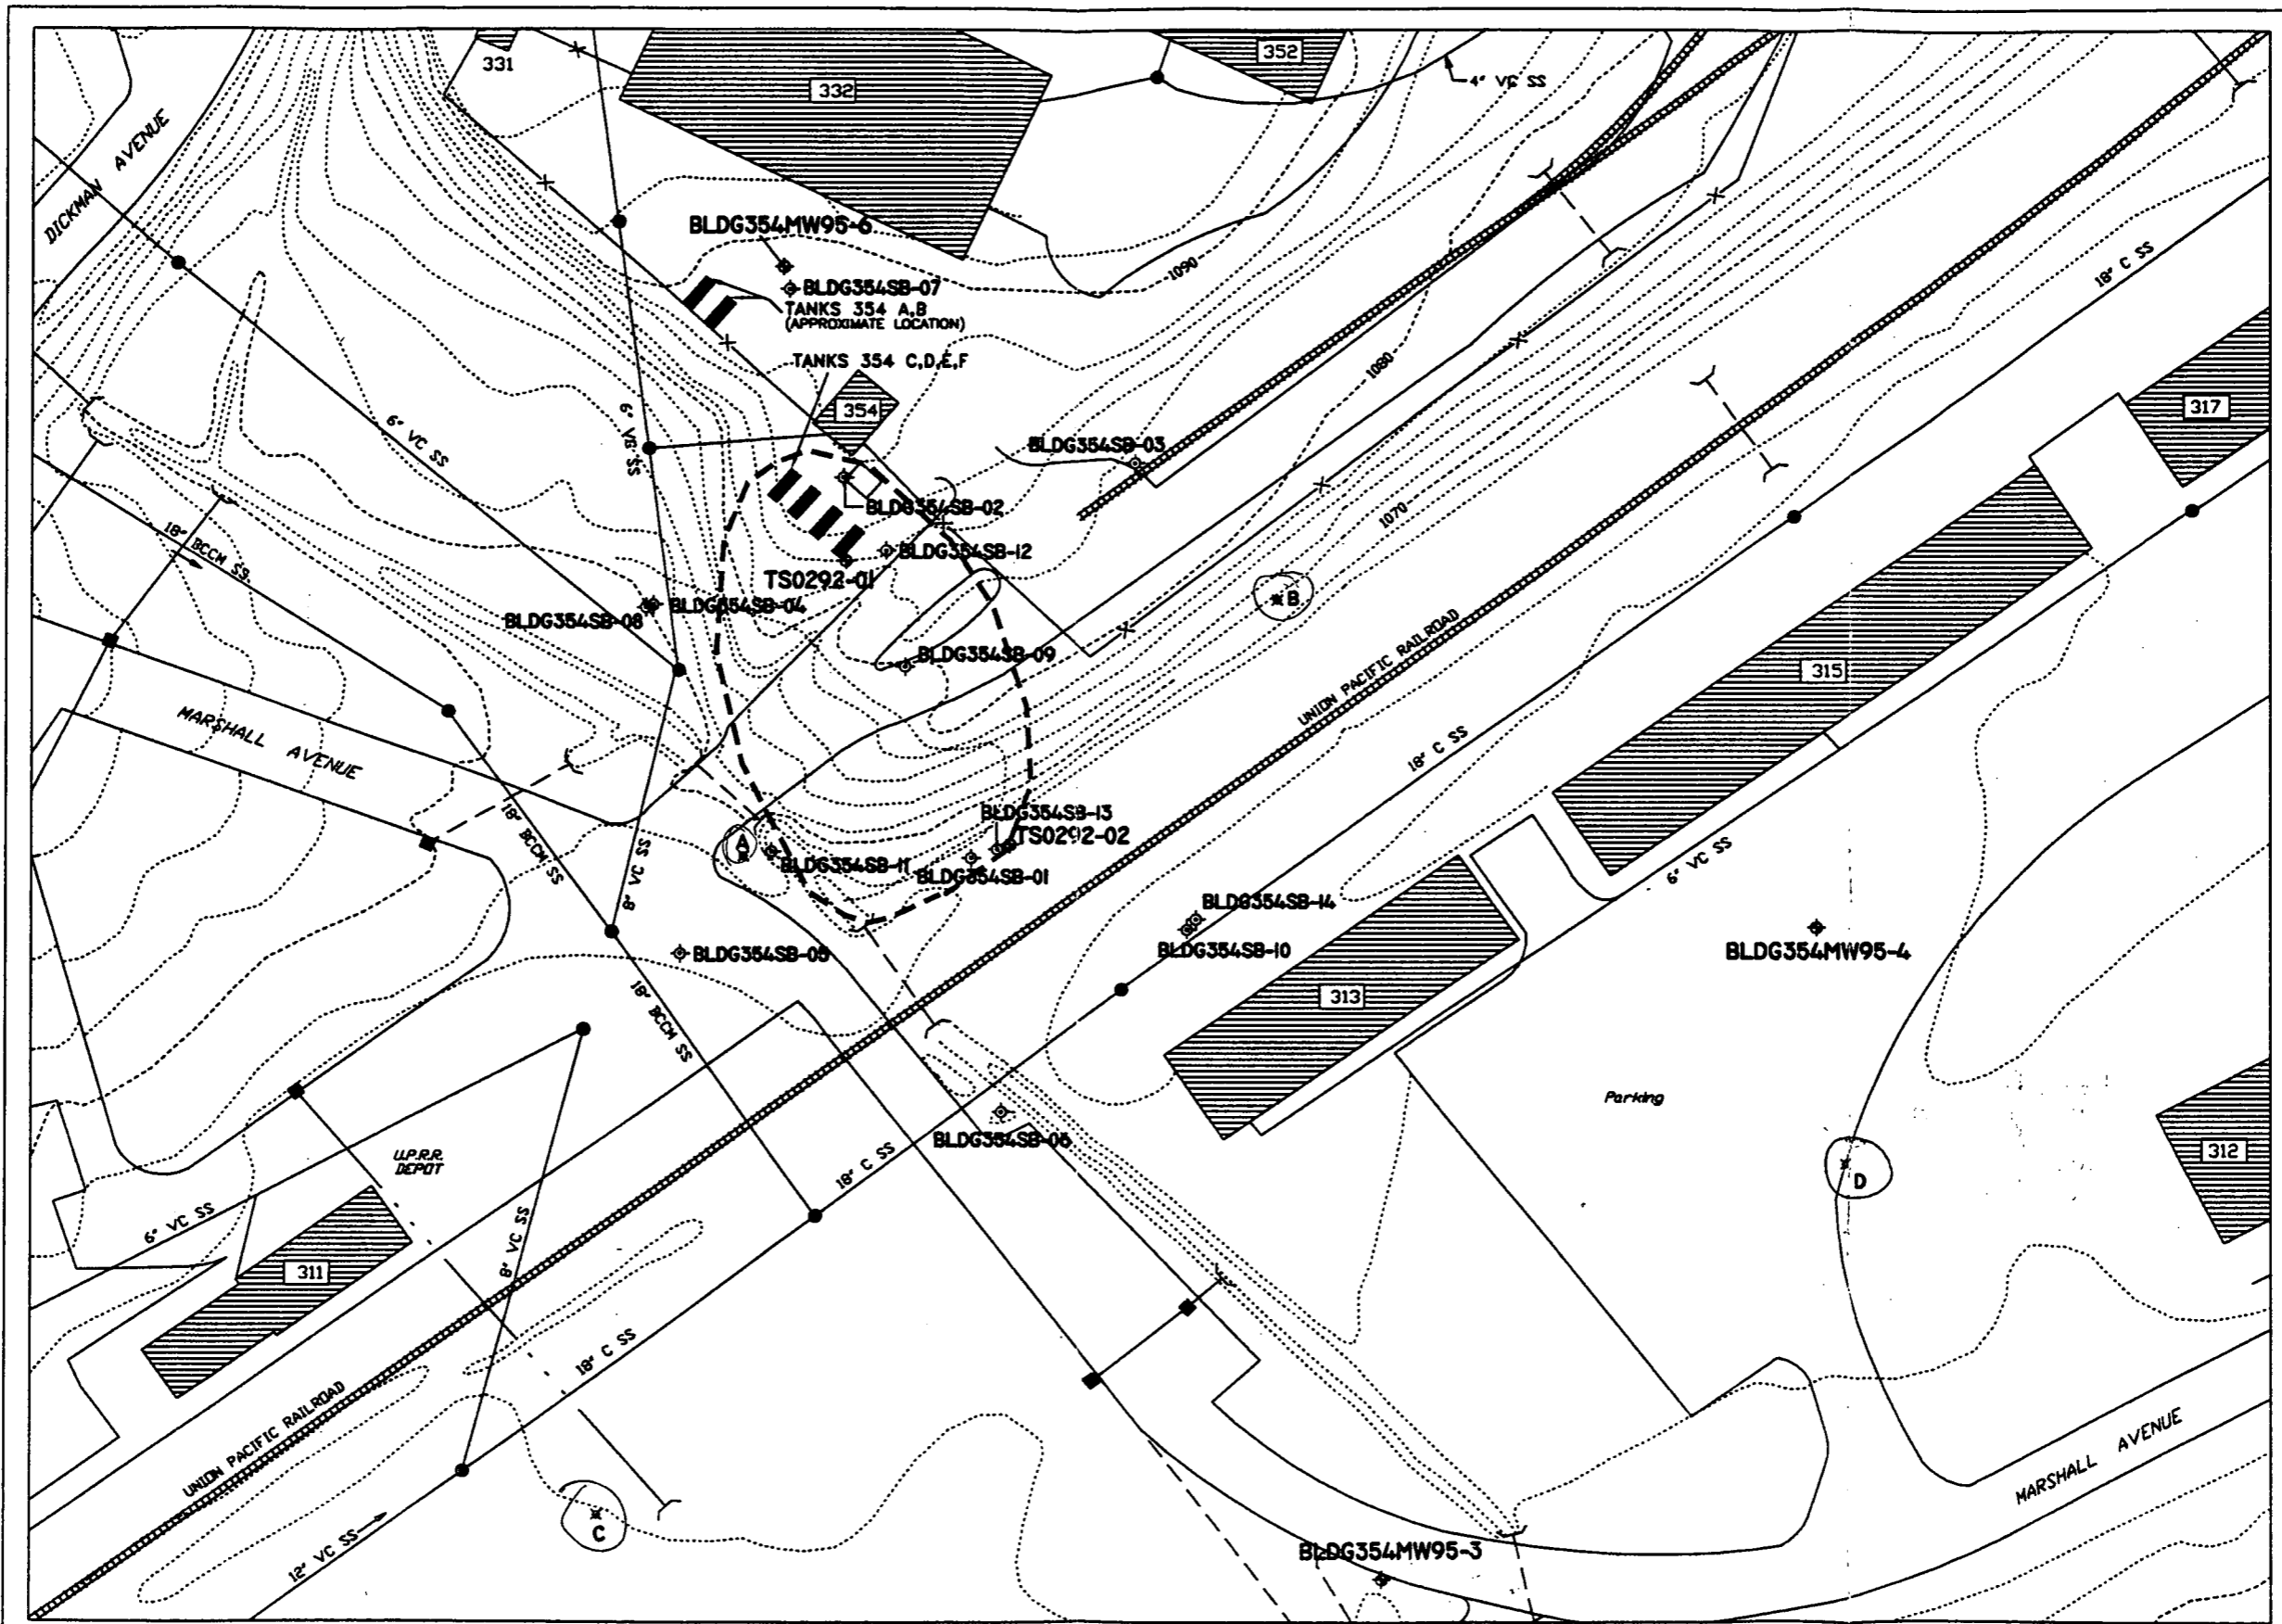 331
332
352
4" VC SS
DICKMAN AVENUE
BLDG354MW95-6
BLDG354SB-07
TANKS 354 A,B
(APPROXIMATE LOCATION)
1090
18" C SS
TANKS 354 C,D,E,F
1080
354
317
6" VC SS
6" VC SS
BLDG354SB-03
BLDG354SB-02
1070
18" BCCM SS
BLDG354SB-12
TS0292-01
B
BLDG354SB-04
BLDG354SB-08
BLDG354SB-09
UNION PACIFIC RAILROAD
315
MARSHALL AVENUE
18" C SS
18" BCCM SS
BLDG354SB-13
TS0292-02
A
BLDG354SB-11
BLDG354SB-01
8" VC SS
6" VC SS
BLDG354SB-14
BLDG354SB-10
BLDG354MW95-4
BLDG354SB-05
18" BCCM SS
313
Parking
BLDG354SB-06
U.P.R.R.
DEPOT
312
18" C SS
D
6" VC SS
8" VC SS
311
18" C SS
UNION PACIFIC RAILROAD
MARSHALL AVENUE
C
12" VC SS
BLDG354MW95-3